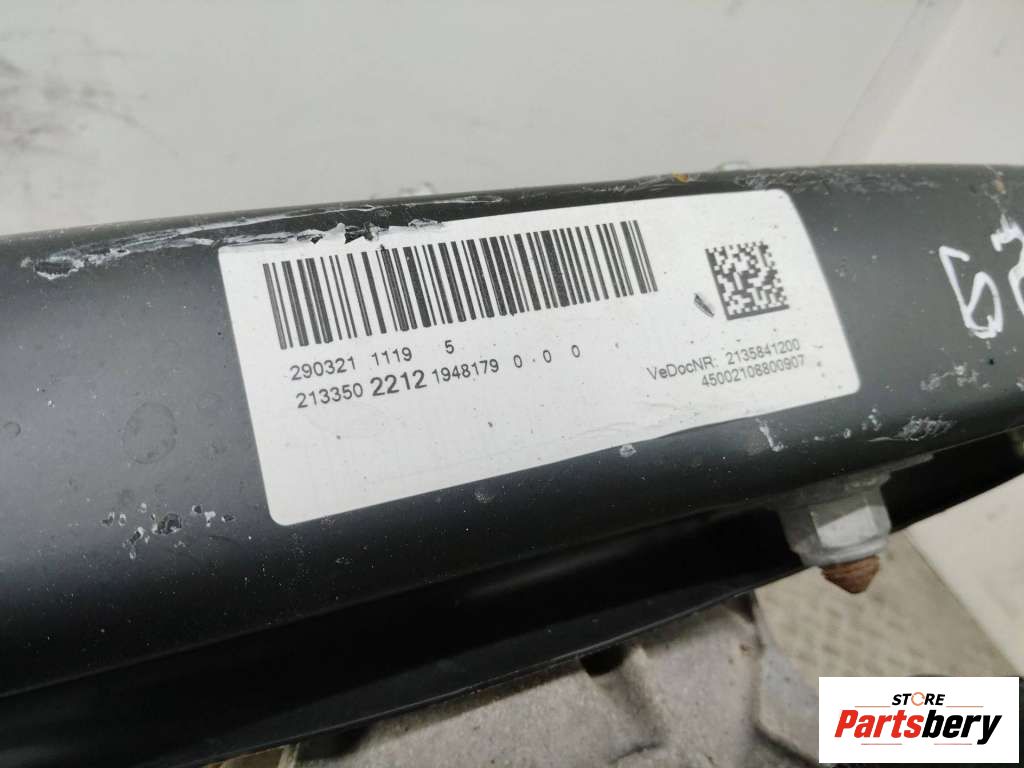 290321 1119 5
213350 2212 1948179 0 0 0
VeDocNR: 2135841200
45002108800907
STORE
Partsbery